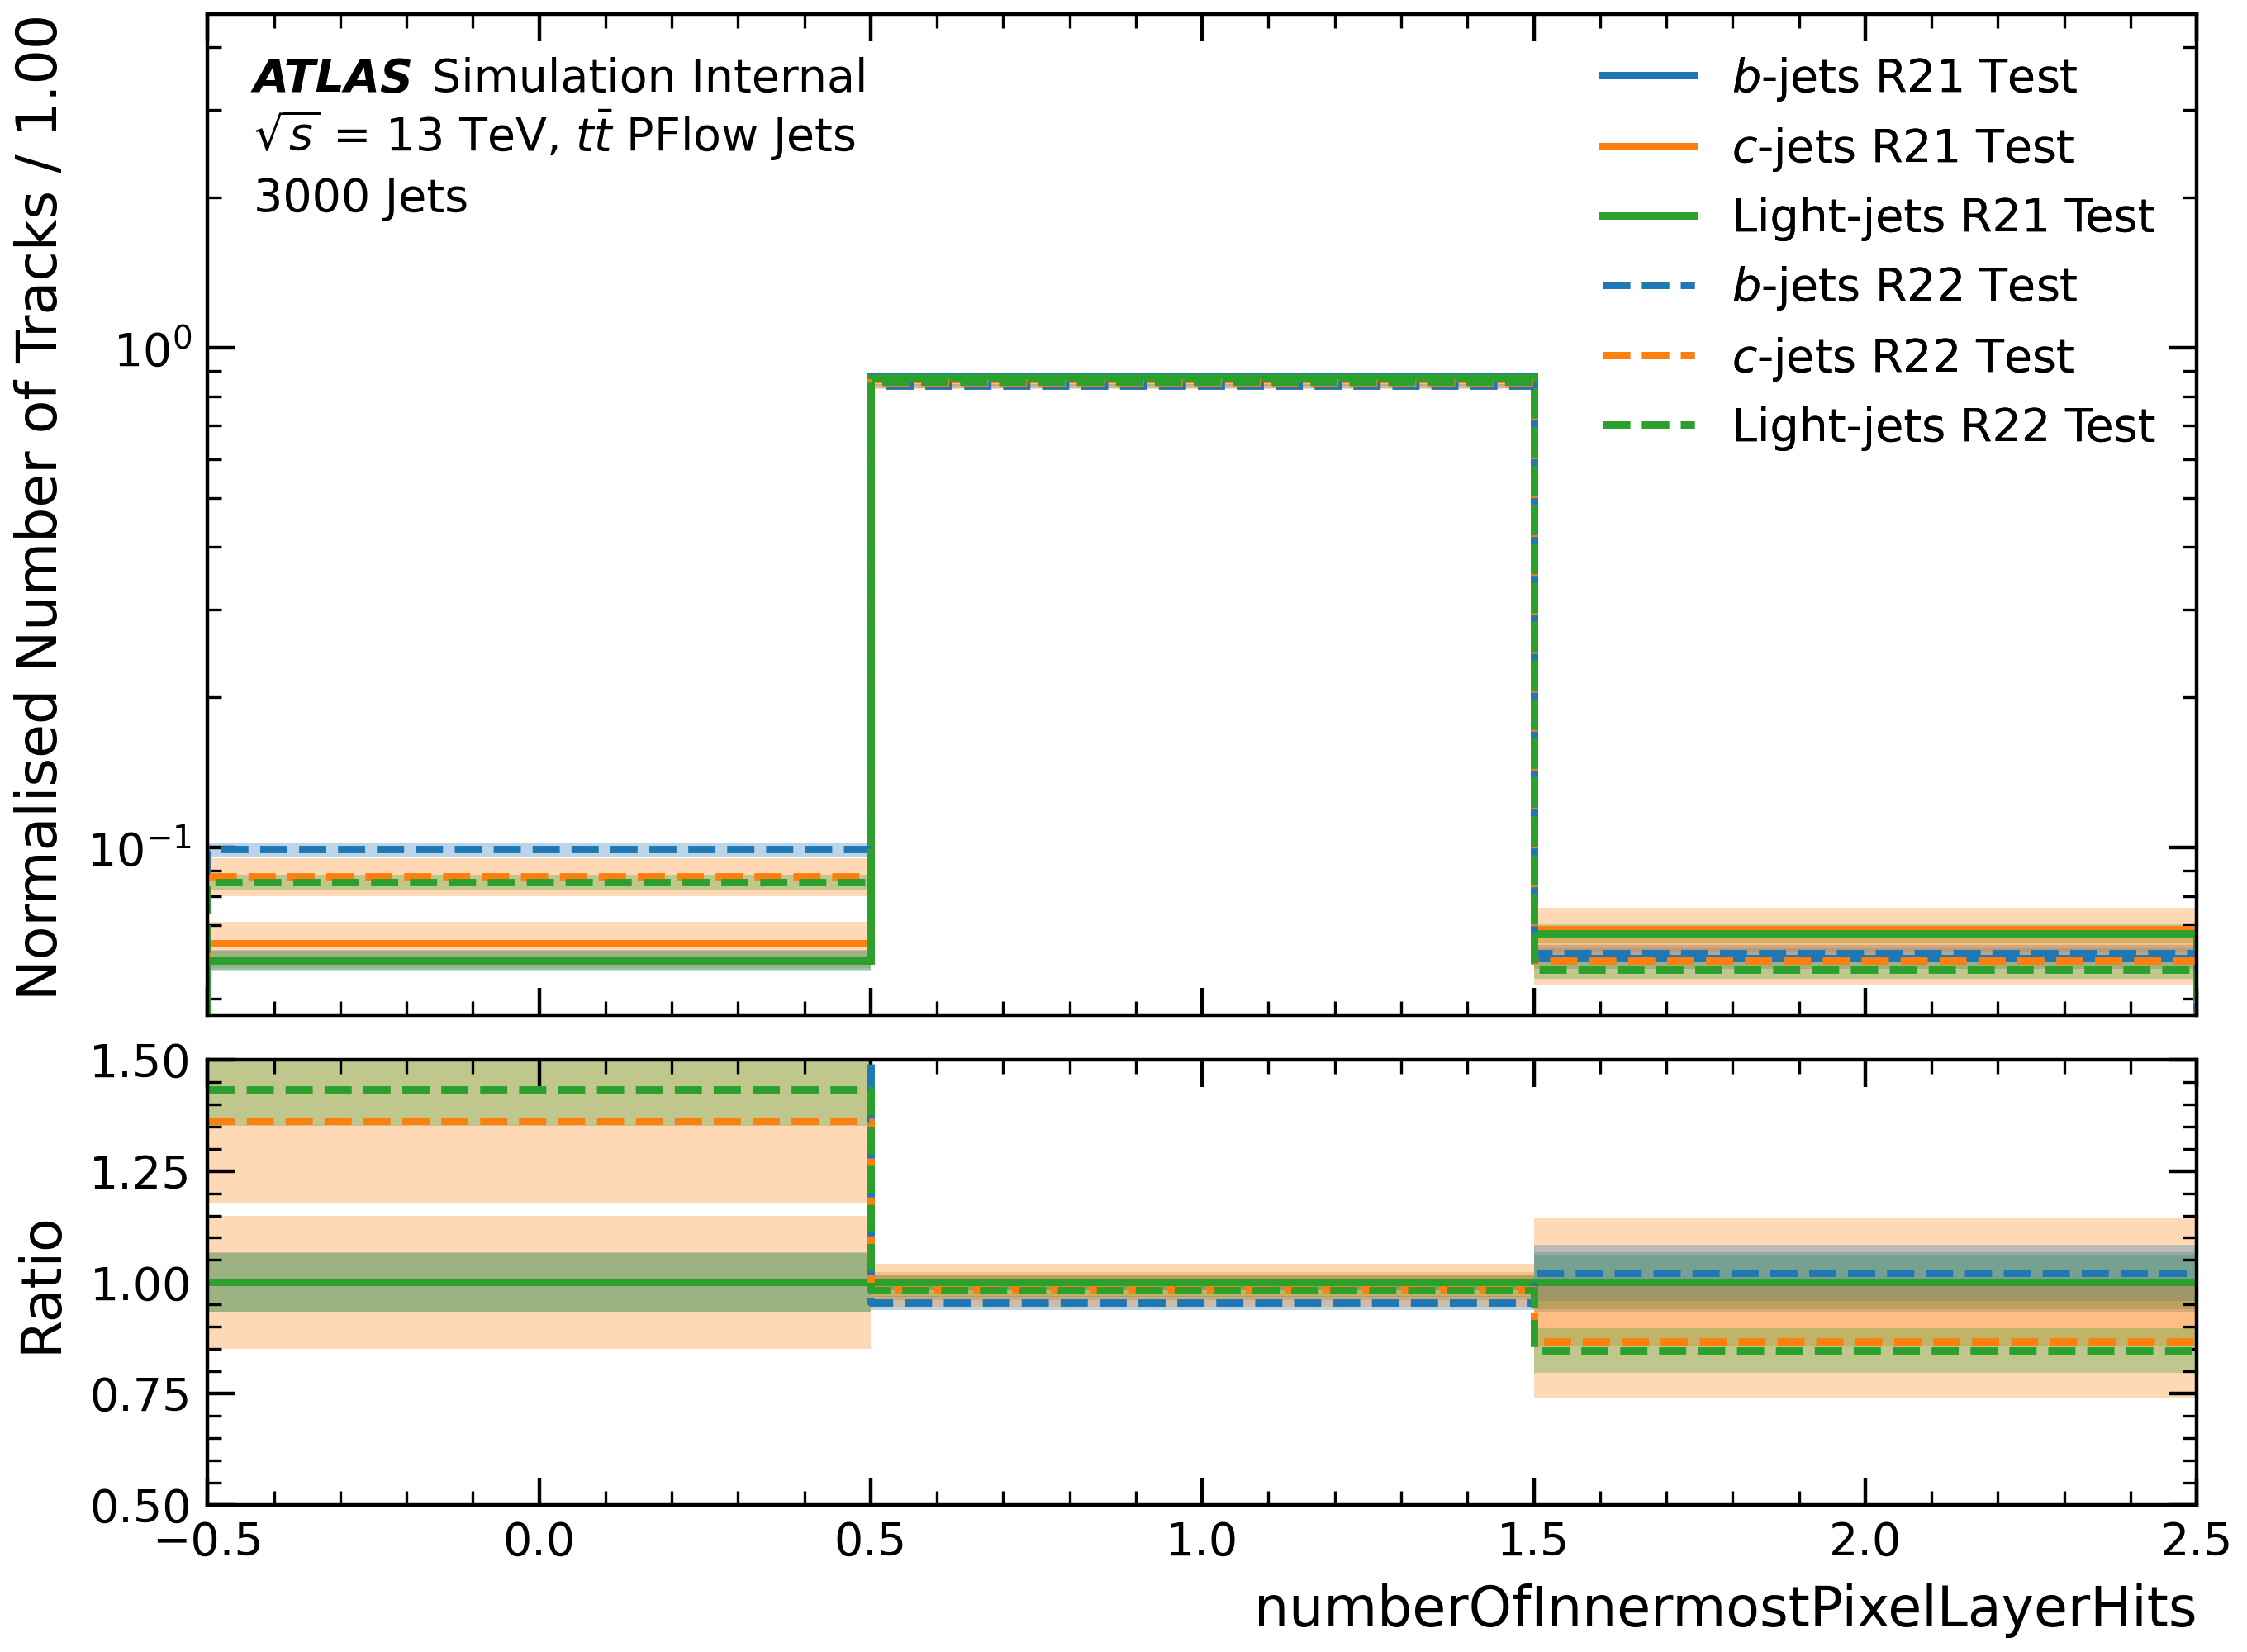 Normalised Number of Tracks / 1.00
ATLAS Simulation Internal
√s = 13 TeV, tt̄ PFlow Jets
3000 Jets
b-jets R21 Test
c-jets R21 Test
Light-jets R21 Test
b-jets R22 Test
c-jets R22 Test
Light-jets R22 Test
10⁰
10⁻¹
Ratio
1.50
1.25
1.00
0.75
0.50
−0.5 0.0 0.5 1.0 1.5 2.0 2.5
numberOfInnermostPixelLayerHits